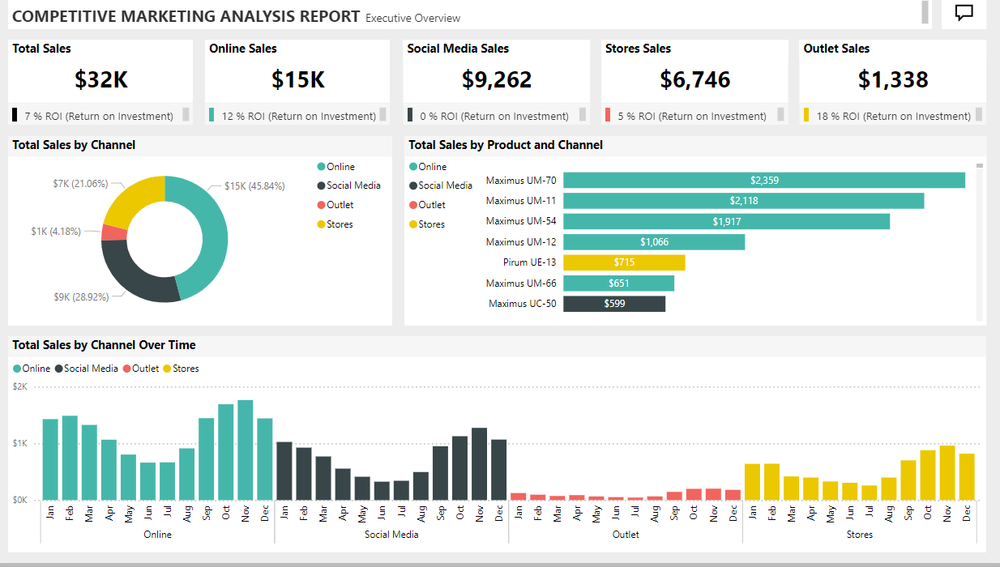 COMPETITIVE MARKETING ANALYSIS REPORT Executive Overview
Total Sales
$32K
7 % ROI (Return on Investment)
Online Sales
$15K
12 % ROI (Return on Investment)
Social Media Sales
$9,262
0 % ROI (Return on Investment)
Stores Sales
$6,746
5 % ROI (Return on Investment)
Outlet Sales
$1,338
18 % ROI (Return on Investment)
Total Sales by Channel
$7K (21.06%)
$15K (45.84%)
$1K (4.18%)
$9K (28.92%)
Online
Social Media
Outlet
Stores
Total Sales by Product and Channel
Online
Social Media
Outlet
Stores
Maximus UM-70 $2,359
Maximus UM-11 $2,118
Maximus UM-54 $1,917
Maximus UM-12 $1,066
Pirum UE-13 $715
Maximus UM-66 $651
Maximus UC-50 $599
Total Sales by Channel Over Time
Online Social Media Outlet Stores
$2K
$1K
$0K
Jan Feb Mar Apr May Jun Jul Aug Sep Oct Nov Dec Jan Feb Mar Apr May Jun Jul Aug Sep Oct Nov Dec Jan Feb Mar Apr May Jun Jul Aug Sep Oct Nov Dec Jan Feb Mar Apr May Jun Jul Aug Sep Oct Nov Dec
Online Social Media Outlet Stores